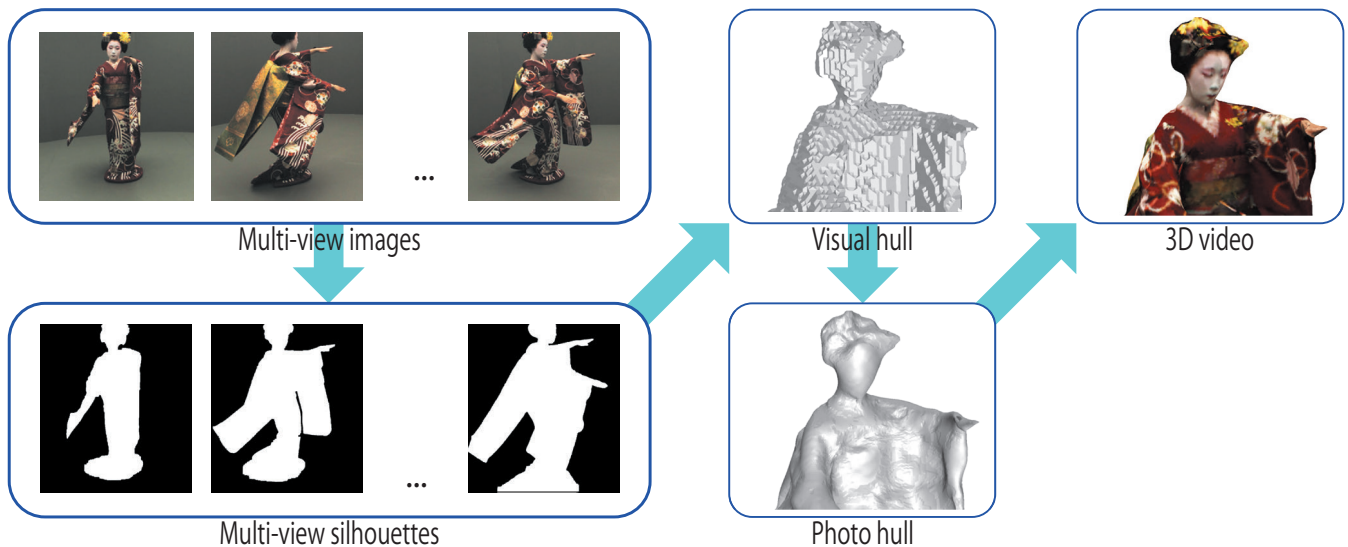 ...
Multi-view images
Visual hull
3D video
...
Multi-view silhouettes
Photo hull